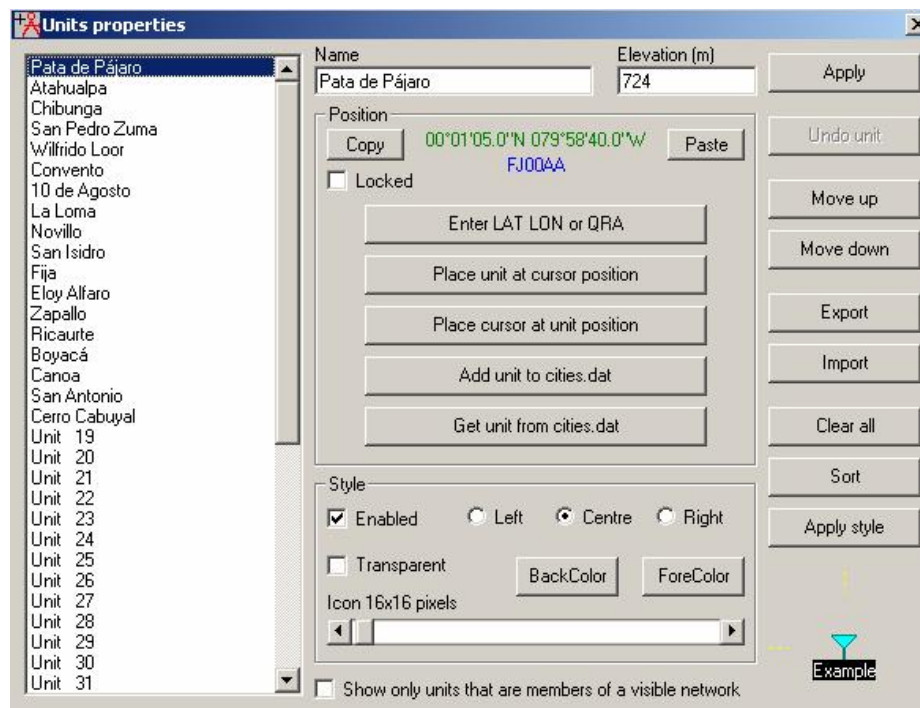 Units properties
Pata de Pájaro
Atahualpa
Chibunga
San Pedro Zuma
Wilfrido Loor
Convento
10 de Agosto
La Loma
Novillo
San Isidro
Fija
Eloy Alfaro
Zapallo
Ricaurte
Boyacá
Canoa
San Antonio
Cerro Cabuyal
Unit 19
Unit 20
Unit 21
Unit 22
Unit 23
Unit 24
Unit 25
Unit 26
Unit 27
Unit 28
Unit 29
Unit 30
Unit 31
Name
Elevation (m)
Pata de Pájaro
724
Position
Copy
00°01'05.0''N 079°58'40.0''W
FJ00AA
Paste
Locked
Enter LAT LON or QRA
Place unit at cursor position
Place cursor at unit position
Add unit to cities.dat
Get unit from cities.dat
Style
Enabled
Left
Centre
Right
Transparent
BackColor
ForeColor
Icon 16x16 pixels
Show only units that are members of a visible network
Apply
Undo unit
Move up
Move down
Export
Import
Clear all
Sort
Apply style
Example